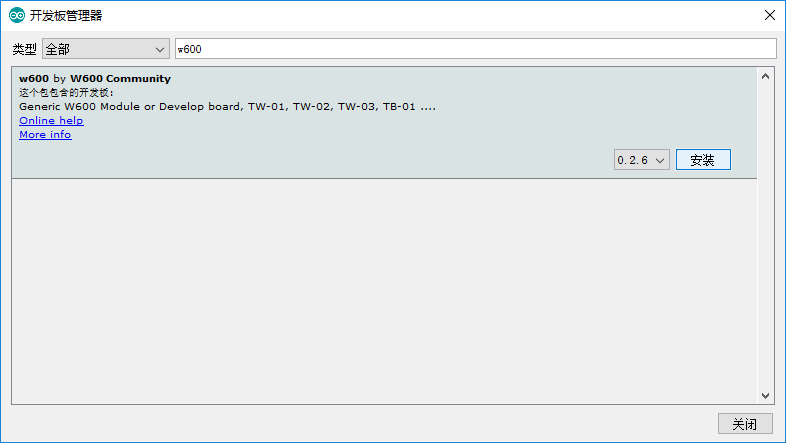 开发板管理器
类型 全部 w600
w600 by W600 Community
这个包包含的开发板:
Generic W600 Module or Develop board, TW-01, TW-02, TW-03, TB-01 ....
Online help
More info
0.2.6 安装
关闭